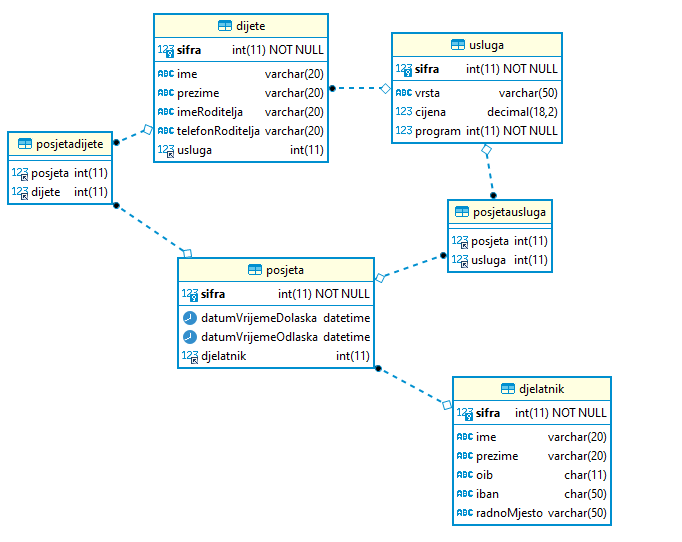 dijete
sifra int(11) NOT NULL
ABC ime varchar(20)
ABC prezime varchar(20)
ABC imeRoditelja varchar(20)
ABC telefonRoditelja varchar(20)
123 usluga int(11)
usluga
123 sifra int(11) NOT NULL
ABC vrsta varchar(50)
123 cijena decimal(18,2)
123 program int(11) NOT NULL
posjetadijete
123 posjeta int(11)
123 dijete int(11)
posjetausluga
123 posjeta int(11)
123 usluga int(11)
posjeta
123 sifra int(11) NOT NULL
datumVrijemeDolaska datetime
datumVrijemeOdlaska datetime
123 djelatnik int(11)
djelatnik
123 sifra int(11) NOT NULL
ABC ime varchar(20)
ABC prezime varchar(20)
ABC oib char(11)
ABC iban char(50)
ABC radnoMjesto varchar(50)